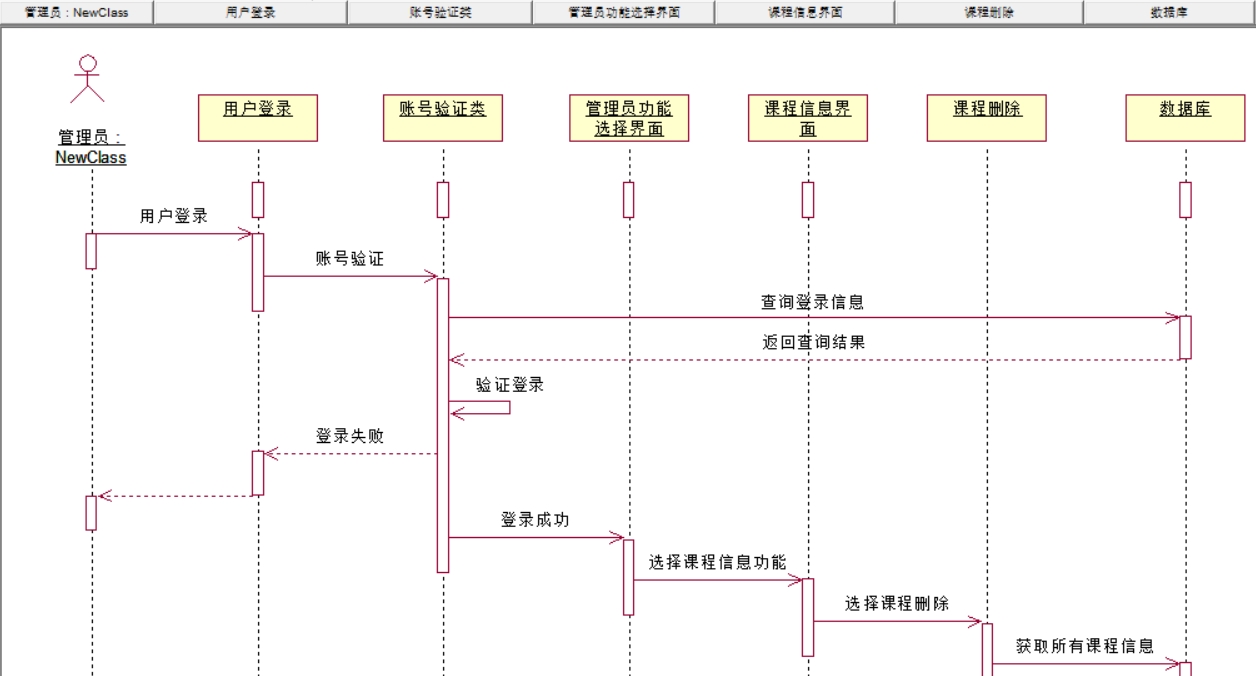 管理员：NewClass
用户登录
账号验证类
管理员功能选择界面
课程信息界面
课程删除
数据库
管理员：
NewClass
用户登录
账号验证类
管理员功能
选择界面
课程信息界
面
课程删除
数据库
用户登录
账号验证
查询登录信息
返回查询结果
验证登录
登录失败
登录成功
选择课程信息功能
选择课程删除
获取所有课程信息